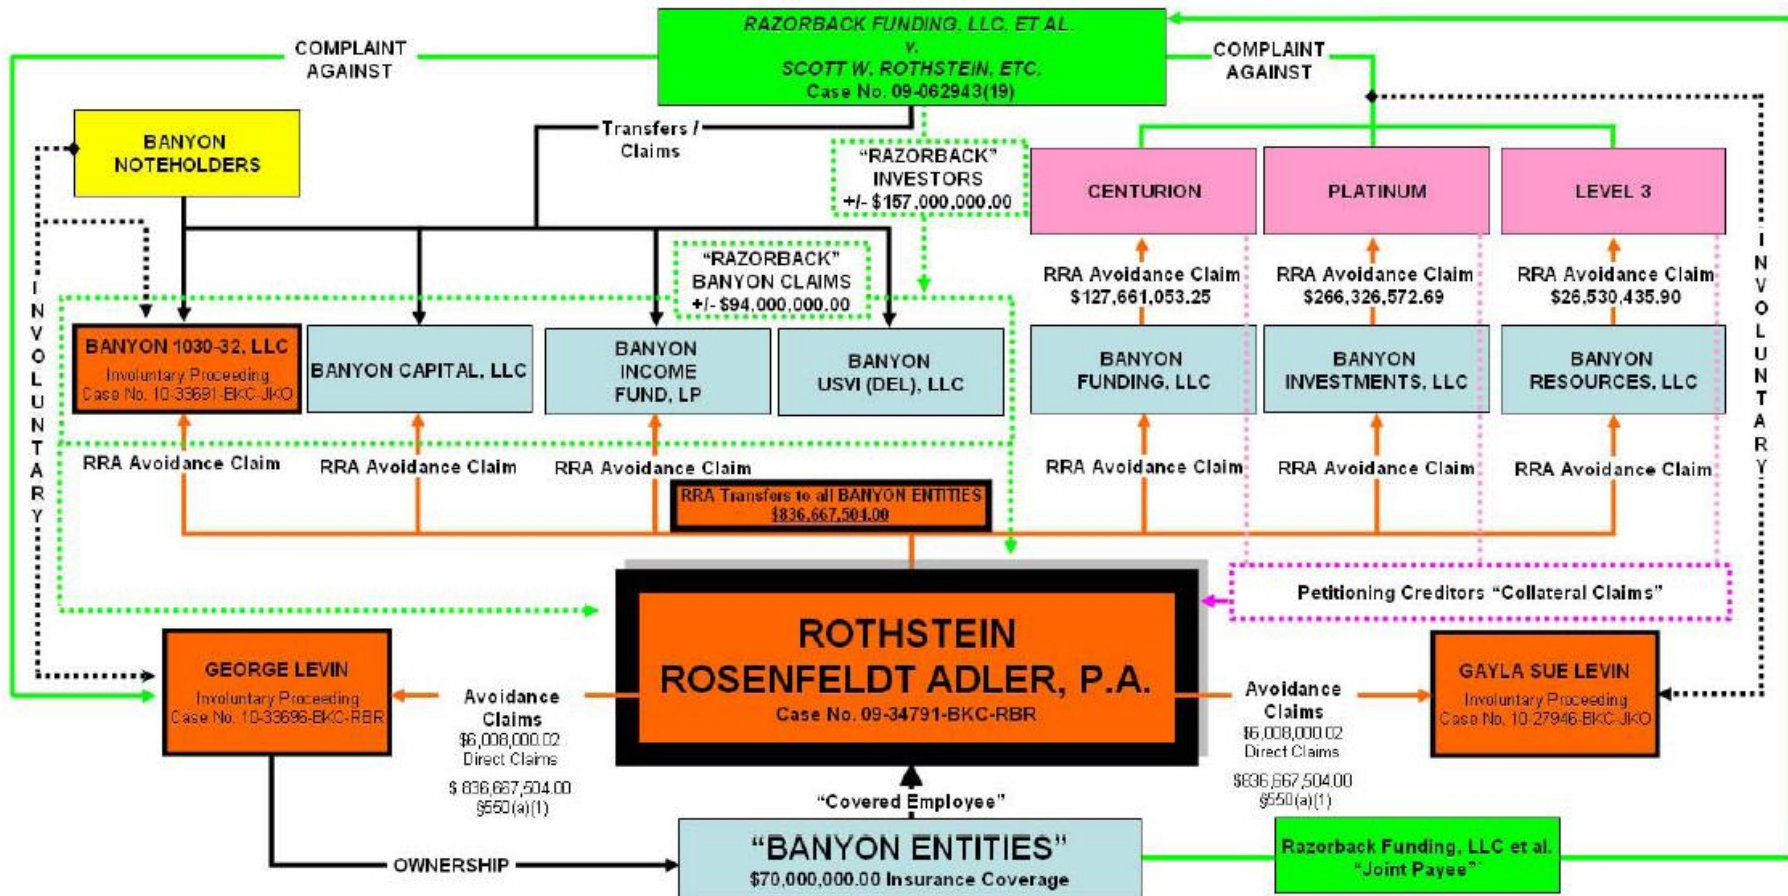 RAZORBACK FUNDING, LLC, ET AL.
v.
SCOTT W. ROTHSTEIN, ETC.
Case No. 09-062943(19)
COMPLAINT
AGAINST
COMPLAINT
AGAINST
BANYON
NOTEHOLDERS
Transfers /
Claims
"RAZORBACK"
INVESTORS
+/- $157,000,000.00
CENTURION
PLATINUM
LEVEL 3
INVOLUNTARY
INVOLUNTARY
"RAZORBACK"
BANYON CLAIMS
+/- $94,000,000.00
RRA Avoidance Claim
$127,661,053.25
RRA Avoidance Claim
$266,326,572.69
RRA Avoidance Claim
$26,530,435.90
BANYON 1030-32, LLC
Involuntary Proceeding
Case No. 10-33691-BKC-JKO
BANYON CAPITAL, LLC
BANYON
INCOME
FUND, LP
BANYON
USVI (DEL), LLC
BANYON
FUNDING, LLC
BANYON
INVESTMENTS, LLC
BANYON
RESOURCES, LLC
RRA Avoidance Claim
RRA Avoidance Claim
RRA Avoidance Claim
RRA Avoidance Claim
RRA Avoidance Claim
RRA Avoidance Claim
RRA Transfers to all BANYON ENTITIES
$836,667,504.00
Petitioning Creditors "Collateral Claims"
ROTHSTEIN
ROSENFELDT ADLER, P.A.
Case No. 09-34791-BKC-RBR
GEORGE LEVIN
Involuntary Proceeding
Case No. 10-33696-BKC-RBR
Avoidance
Claims
$6,008,000.02
Direct Claims
$ 836,667,504.00
§550(a)(1)
Avoidance
Claims
$6,008,000.02
Direct Claims
$836,667,504.00
§550(a)(1)
GAYLA SUE LEVIN
Involuntary Proceeding
Case No. 10-27946-BKC-JKO
"Covered Employee"
OWNERSHIP
"BANYON ENTITIES"
$70,000,000.00 Insurance Coverage
Razorback Funding, LLC et al.
"Joint Payee"